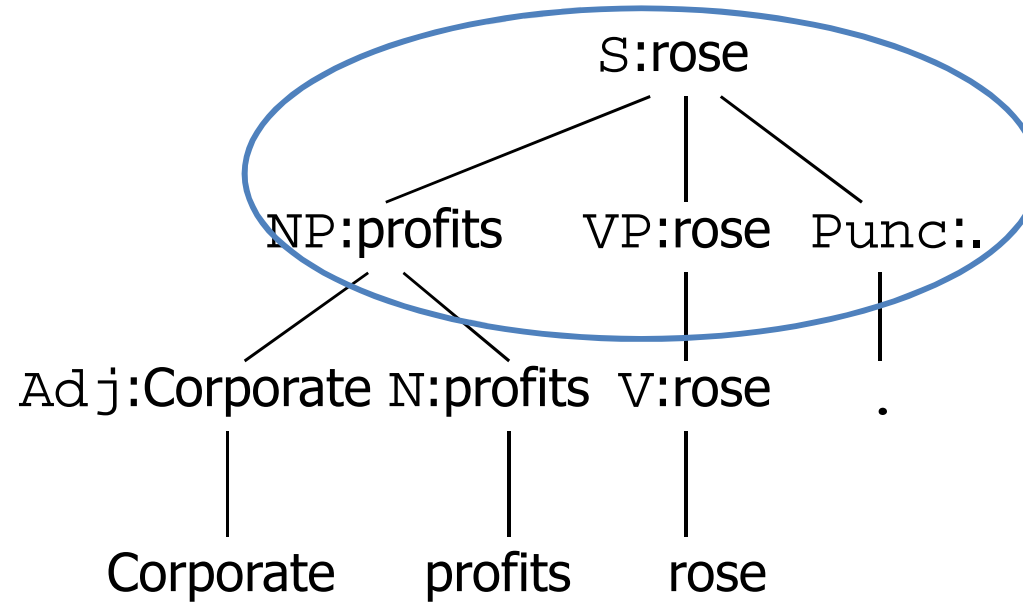 S:rose
NP:profits VP:rose Punc:.
Adj:Corporate N:profits V:rose .
Corporate profits rose